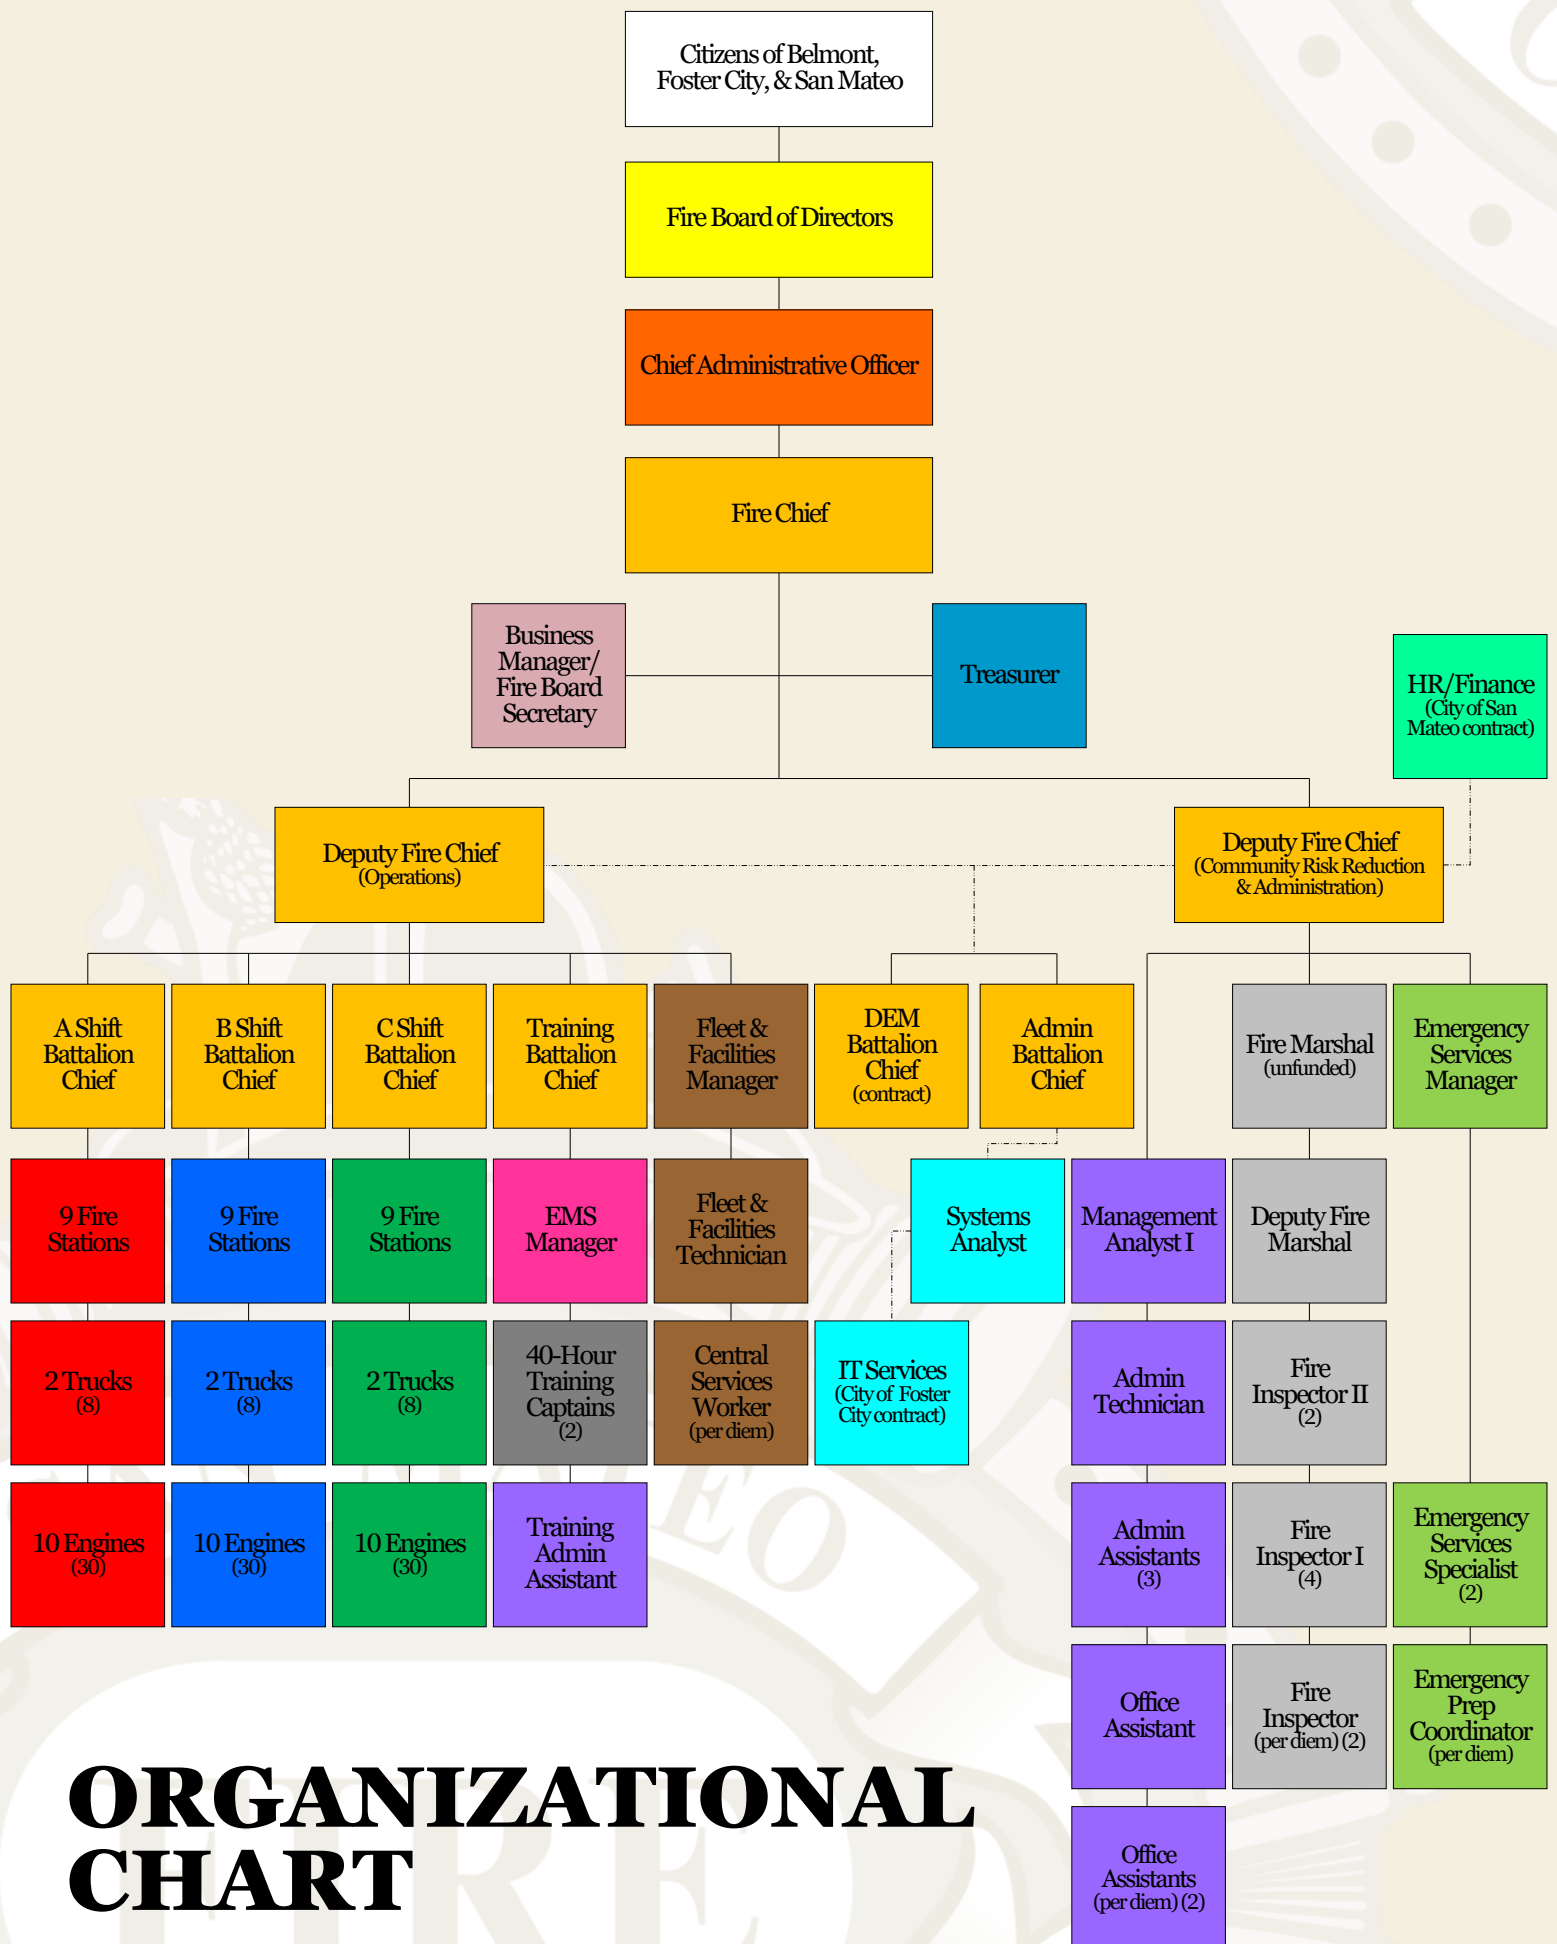 Citizens of Belmont,
Foster City, & San Mateo
Fire Board of Directors
Chief Administrative Officer
Fire Chief
Business
Manager/
Fire Board
Secretary
Treasurer
HR/Finance
(City of San
Mateo contract)
Deputy Fire Chief
(Operations)
Deputy Fire Chief
(Community Risk Reduction
& Administration)
A Shift
Battalion
Chief
B Shift
Battalion
Chief
C Shift
Battalion
Chief
Training
Battalion
Chief
Fleet &
Facilities
Manager
DEM
Battalion
Chief
(contract)
Admin
Battalion
Chief
Fire Marshal
(unfunded)
Emergency
Services
Manager
9 Fire
Stations
9 Fire
Stations
9 Fire
Stations
EMS
Manager
Fleet &
Facilities
Technician
Systems
Analyst
Management
Analyst I
Deputy Fire
Marshal
2 Trucks
(8)
2 Trucks
(8)
2 Trucks
(8)
40-Hour
Training
Captains
(2)
Central
Services
Worker
(per diem)
IT Services
(City of Foster
City contract)
Admin
Technician
Fire
Inspector II
(2)
10 Engines
(30)
10 Engines
(30)
10 Engines
(30)
Training
Admin
Assistant
Admin
Assistants
(3)
Fire
Inspector I
(4)
Emergency
Services
Specialist
(2)
Office
Assistant
Fire
Inspector
(per diem) (2)
Emergency
Prep
Coordinator
(per diem)
Office
Assistants
(per diem) (2)
ORGANIZATIONAL
CHART
FIRE